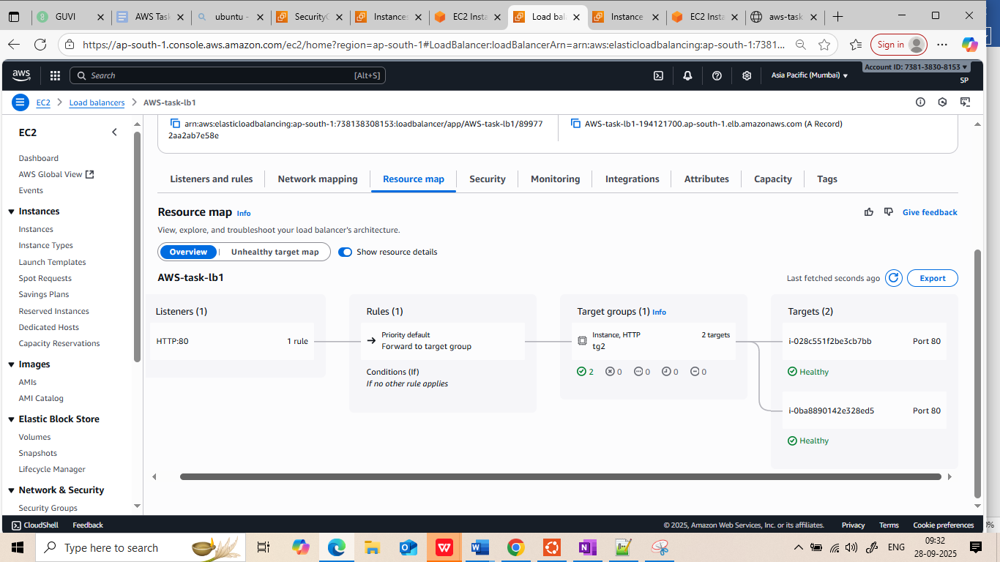 GUVI
AWS Task
ubuntu -
SecurityG
Instances
EC2 Insta
Load bal
Instance
EC2 Insta
aws-task
https://ap-south-1.console.aws.amazon.com/ec2/home?region=ap-south-1#LoadBalancer:loadBalancerArn=arn:aws:elasticloadbalancing:ap-south-1:7381...
Sign in
aws
Search
[Alt+S]
Asia Pacific (Mumbai)
Account ID: 7381-3830-8153
SP
EC2
Load balancers
AWS-task-lb1
EC2
Dashboard
AWS Global View
Events
Instances
Instances
Instance Types
Launch Templates
Spot Requests
Savings Plans
Reserved Instances
Dedicated Hosts
Capacity Reservations
Images
AMIs
AMI Catalog
Elastic Block Store
Volumes
Snapshots
Lifecycle Manager
Network & Security
Security Groups
arn:aws:elasticloadbalancing:ap-south-1:738138308153:loadbalancer/app/AWS-task-lb1/89977
2aa2ab7e58e
AWS-task-lb1-194121700.ap-south-1.elb.amazonaws.com (A Record)
Listeners and rules
Network mapping
Resource map
Security
Monitoring
Integrations
Attributes
Capacity
Tags
Resource map Info
Give feedback
View, explore, and troubleshoot your load balancer's architecture.
Overview
Unhealthy target map
Show resource details
AWS-task-lb1
Last fetched seconds ago
Export
Listeners (1)
HTTP:80
1 rule
Rules (1)
Priority default
Forward to target group
Conditions (If)
If no other rule applies
Target groups (1) Info
Instance, HTTP
2 targets
tg2
2
0
0
0
0
Targets (2)
i-028c551f2be3cb7bb
Port 80
Healthy
i-0ba8890142e328ed5
Port 80
Healthy
CloudShell
Feedback
© 2025, Amazon Web Services, Inc. or its affiliates.
Privacy
Terms
Cookie preferences
Type here to search
ENG
09:32
28-09-2025